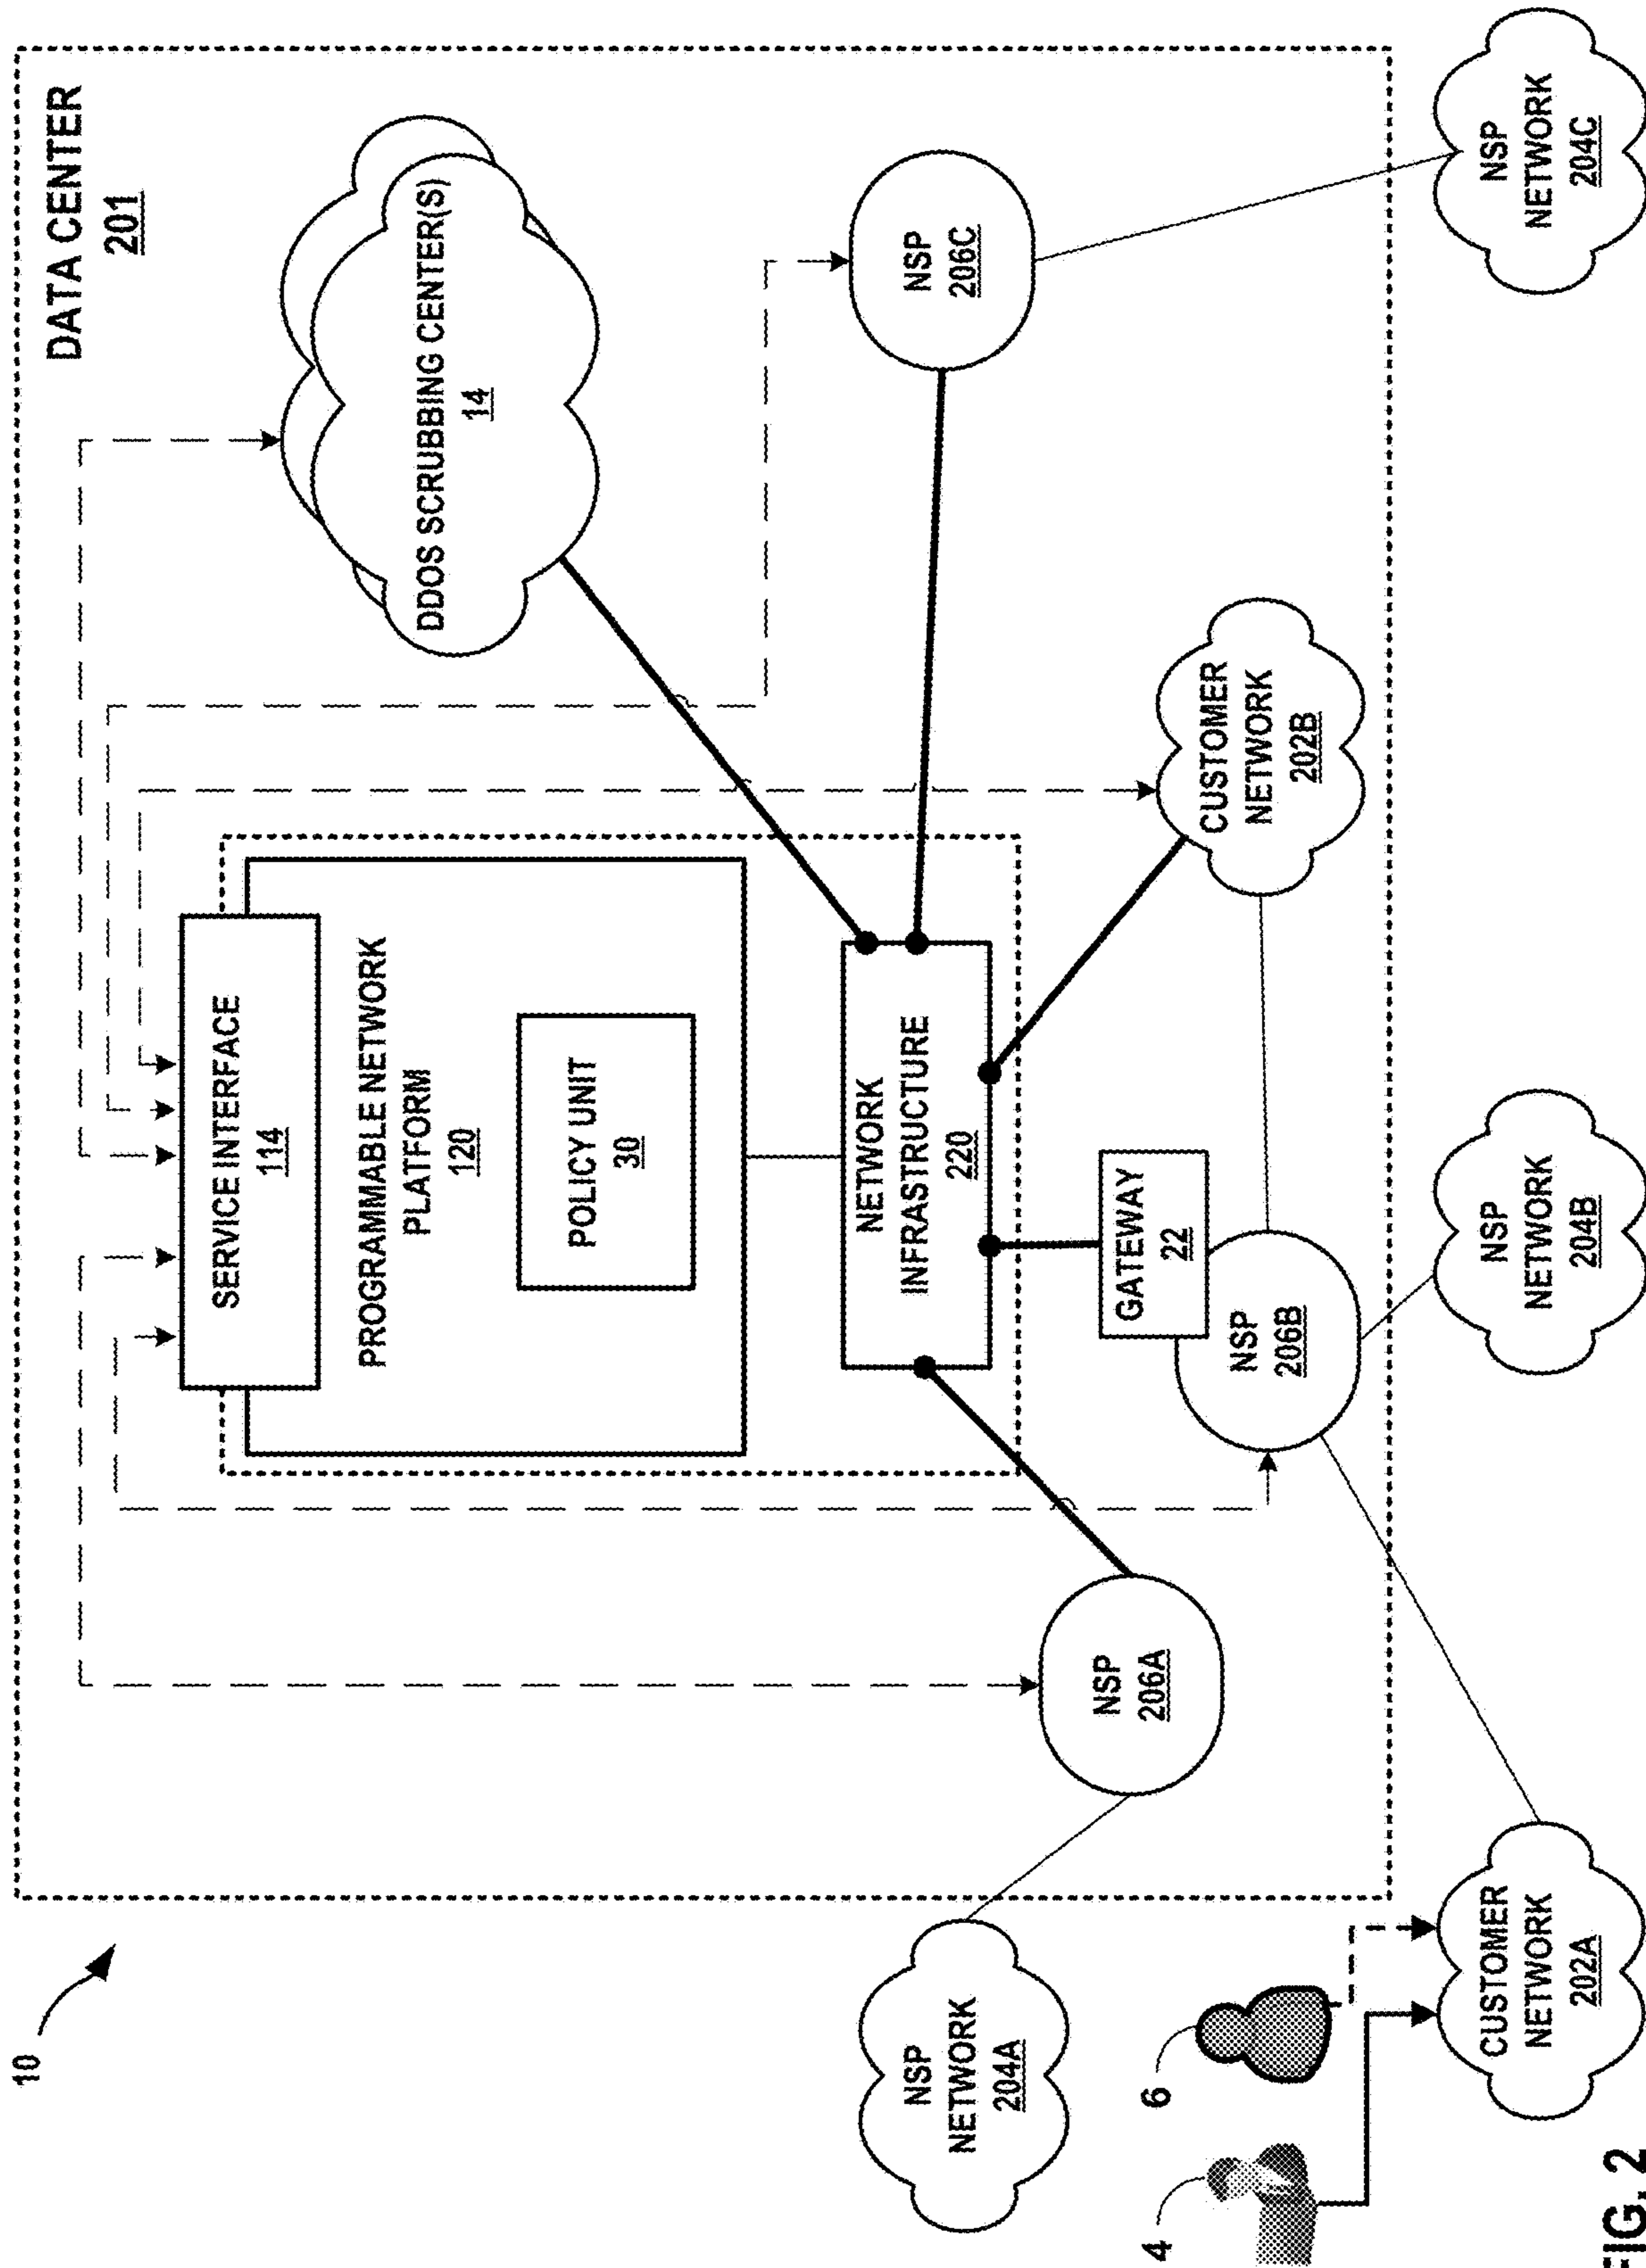 10
DATA CENTER
201
SERVICE INTERFACE
114
PROGRAMMABLE NETWORK
PLATFORM
120
POLICY UNIT
30
DDOS SCRUBBING CENTER(S)
14
NETWORK
INFRASTRUCTURE
220
NSP
206C
GATEWAY
22
NSP
206B
CUSTOMER
NETWORK
202B
NSP
206A
NSP
NETWORK
204A
6
4
CUSTOMER
NETWORK
202A
NSP
NETWORK
204B
NSP
NETWORK
204C
FIG. 2